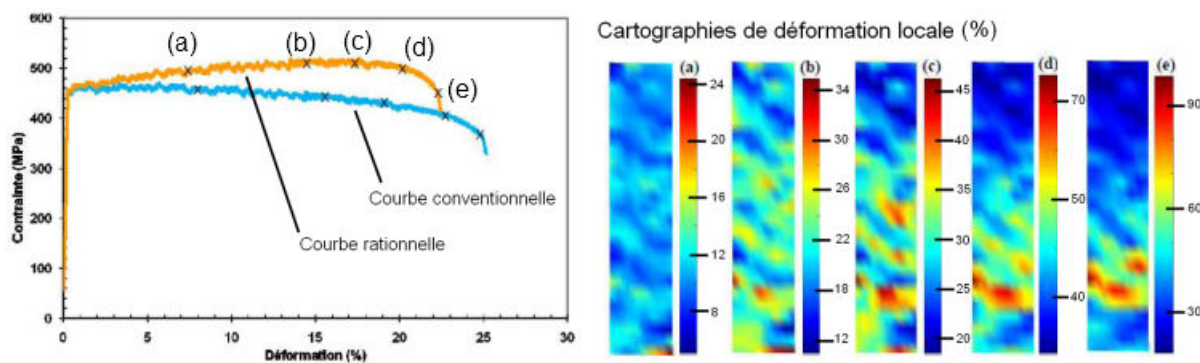 600
500
400
300
200
100
0
0 5 10 15 20 25 30
Contrainte (MPa)
Déformation (%)
(a)
(b)
(c)
(d)
(e)
Courbe conventionnelle
Courbe rationnelle
Cartographies de déformation locale (%)
(a)
24
20
16
12
8
(b)
34
30
26
22
18
12
(c)
45
40
35
30
25
20
(d)
70
50
40
(e)
90
60
30